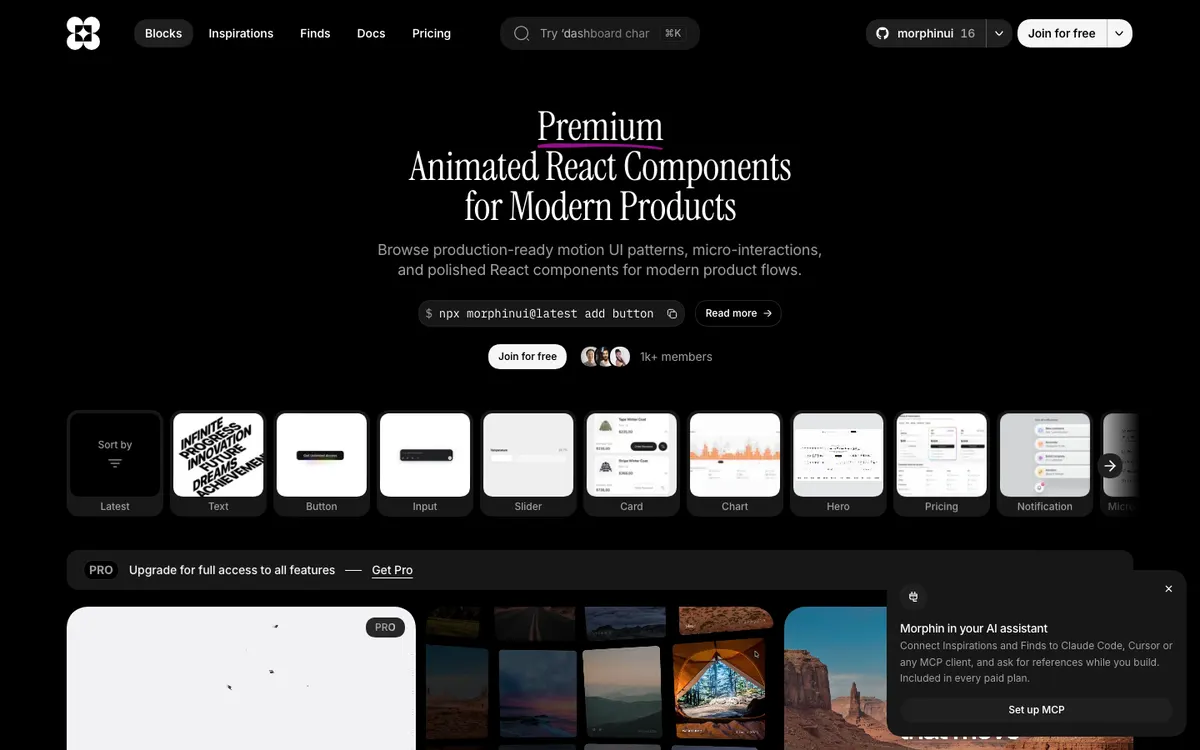 Blocks
Inspirations
Finds
Docs
Pricing
Try ‘dashboard char
⌘K
morphinui 16
Join for free
Premium
Animated React Components
for Modern Products
Browse production-ready motion UI patterns, micro-interactions,
and polished React components for modern product flows.
$ npx morphinui@latest add button
Read more →
Join for free
1k+ members
Sort by
Latest
INFINITE
PROGRESS
INNOVATION
FUTURE
DREAMS
Text
Button
Input
Slider
Card
Chart
Hero
Pricing
Notification
PRO
Upgrade for full access to all features
Get Pro
PRO
Morphin in your AI assistant
Connect Inspirations and Finds to Claude Code, Cursor or
any MCP client, and ask for references while you build.
Included in every paid plan.
Set up MCP